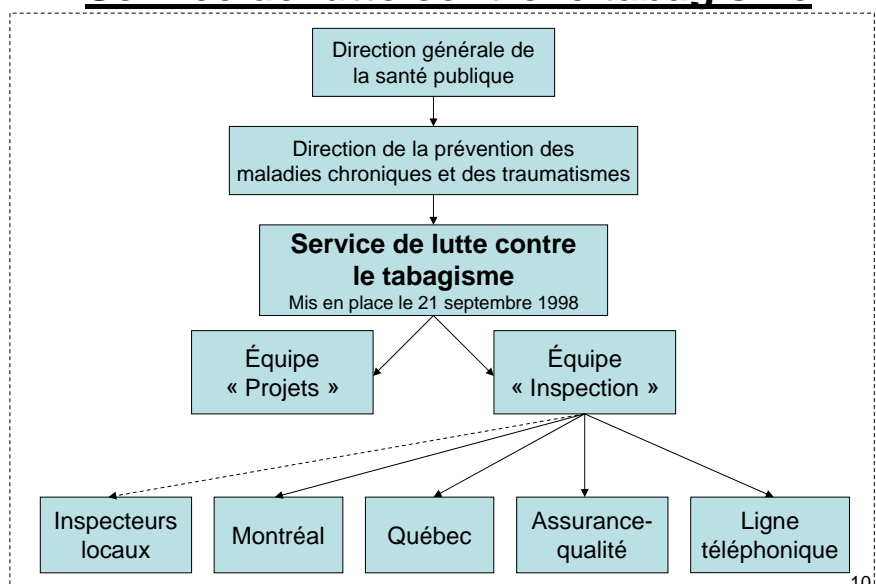 Direction générale de
la santé publique
Direction de la prévention des
maladies chroniques et des traumatismes
Service de lutte contre
le tabagisme
Mis en place le 21 septembre 1998
Équipe
« Projets »
Équipe
« Inspection »
Inspecteurs
locaux
Montréal
Québec
Assurance-
qualité
Ligne
téléphonique
10